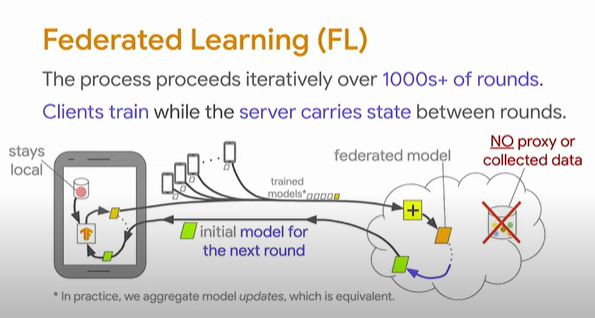 Federated Learning (FL)
The process proceeds iteratively over 1000s+ of rounds.
Clients train while the server carries state between rounds.
stays
local
trained
models*
federated model
NO proxy or
collected data
initial model for
the next round
* In practice, we aggregate model updates, which is equivalent.